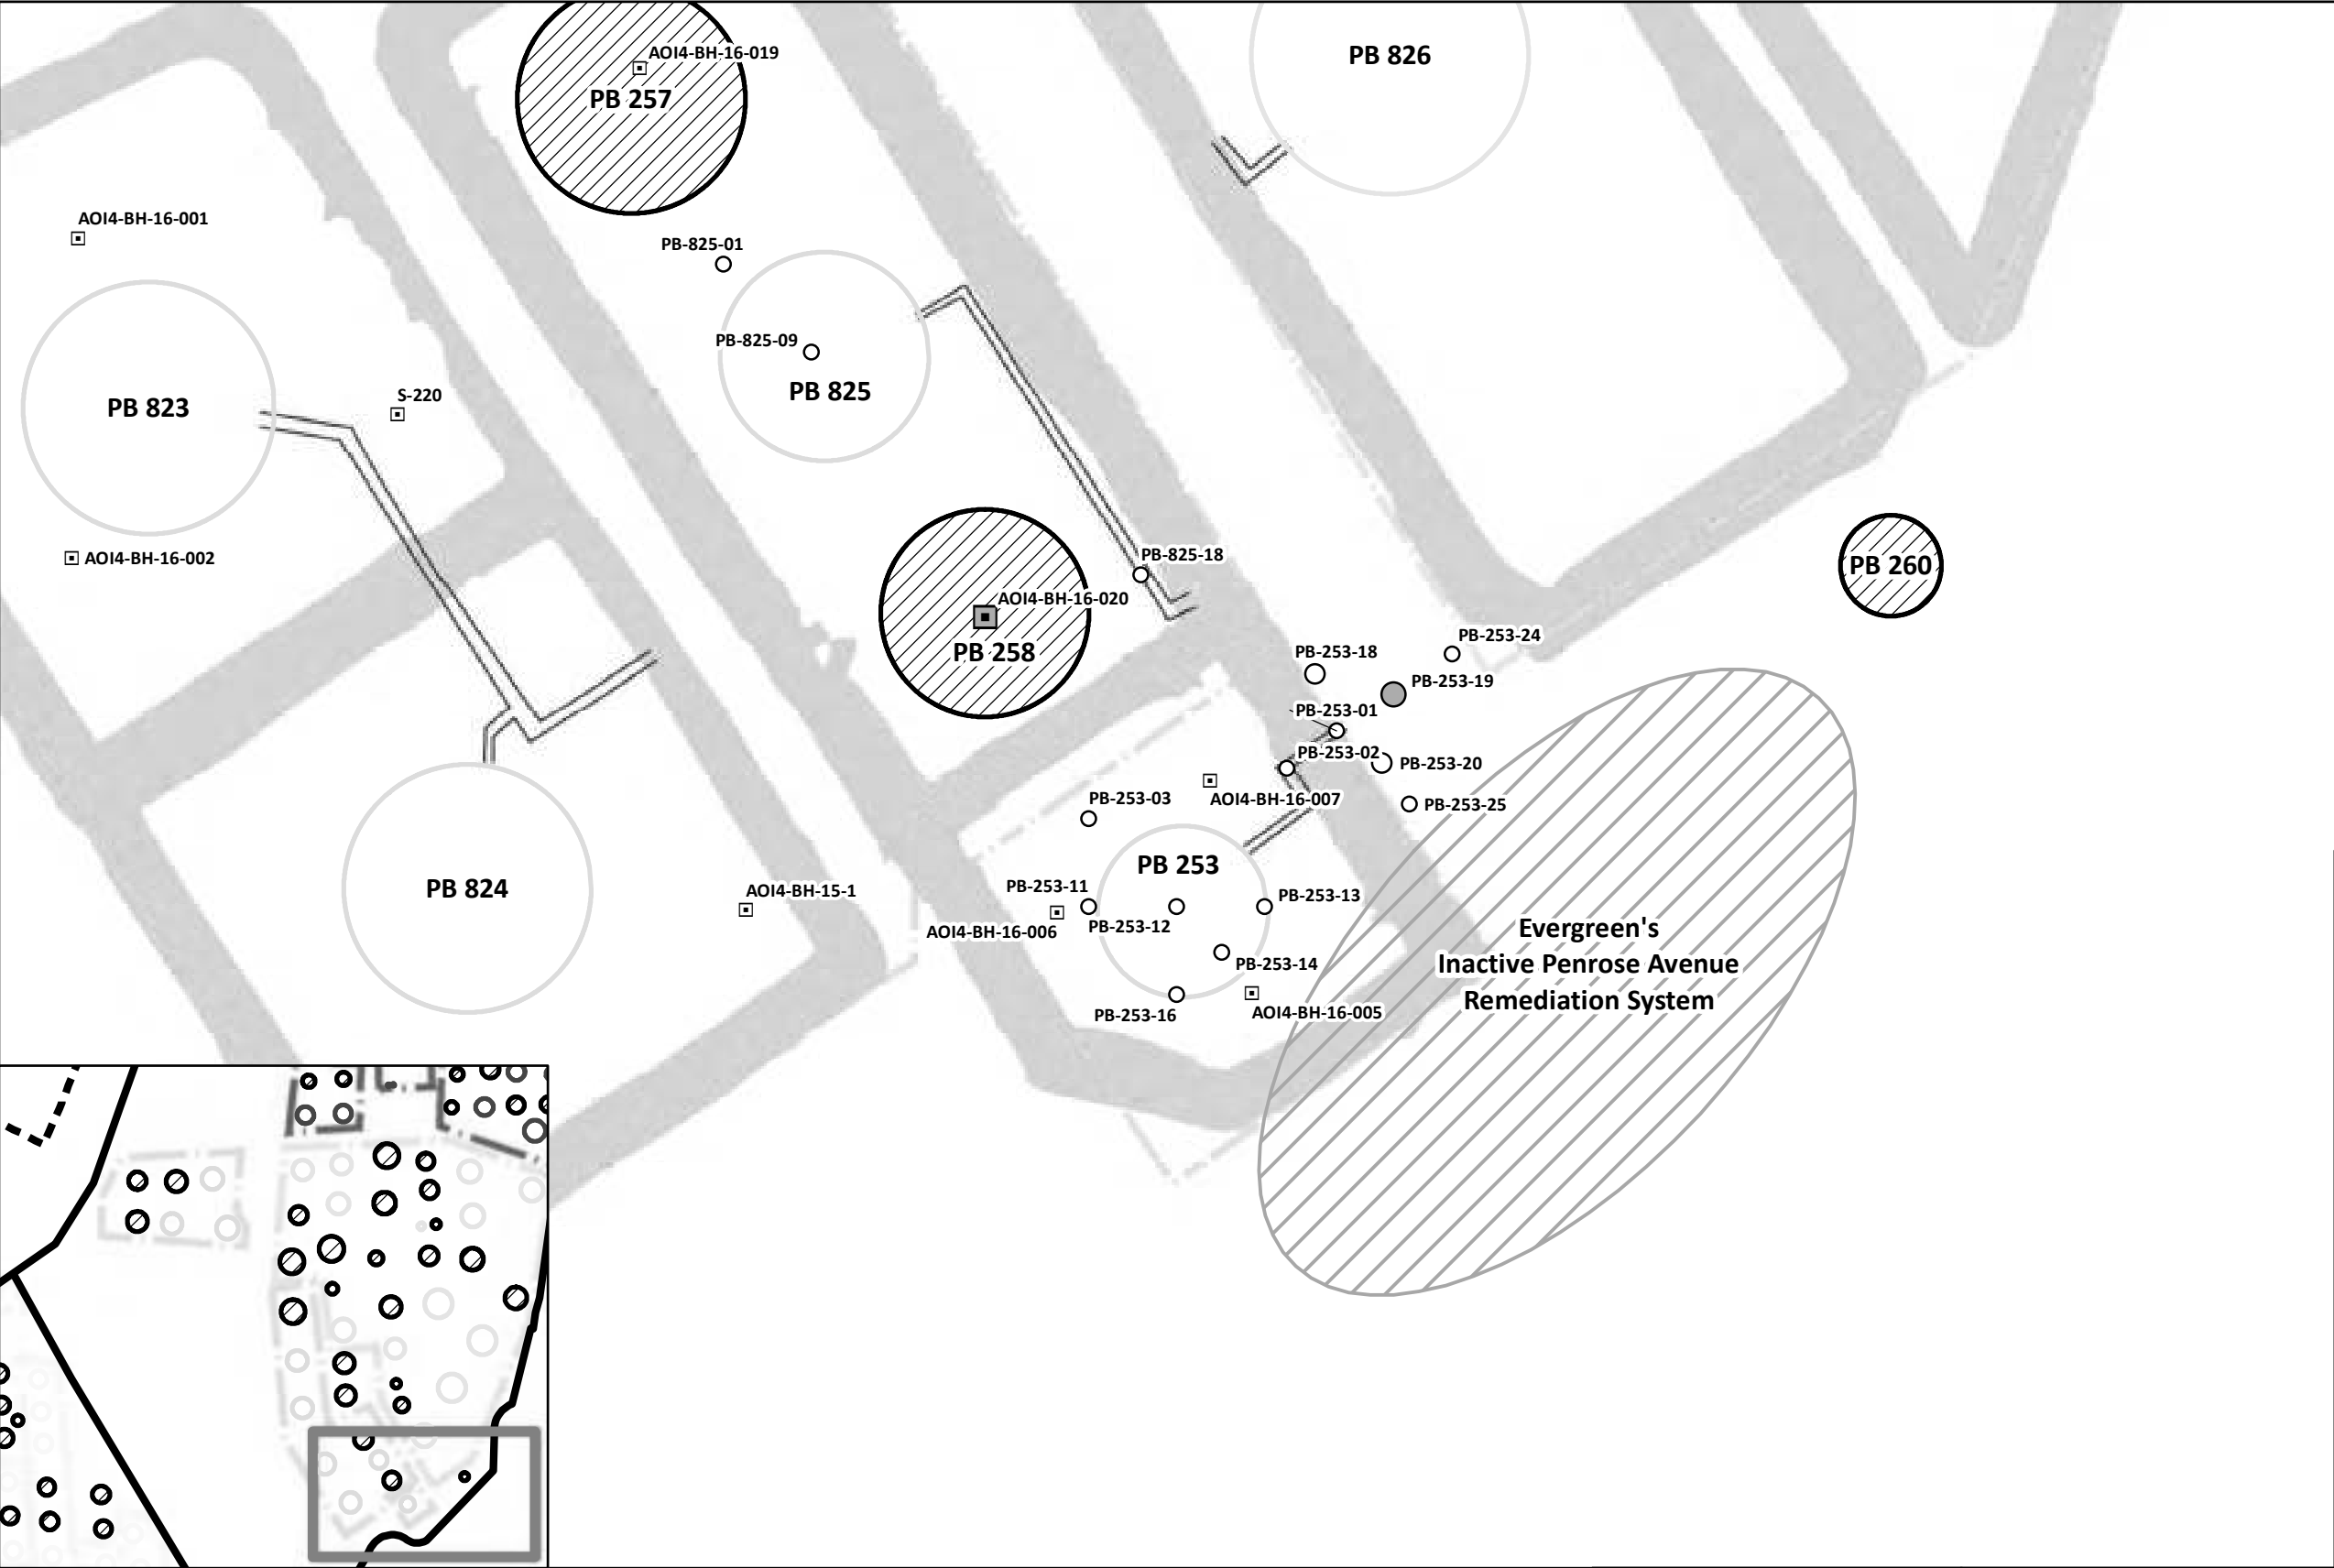 AOI4-BH-16-019
PB 826
PB 257
AOI4-BH-16-001
PB-825-01
PB-825-09
PB 825
S-220
PB 823
PB-825-18
AOI4-BH-16-002
PB 260
AOI4-BH-16-020
PB 258
PB-253-24
PB-253-18
PB-253-19
PB-253-01
PB-253-02
PB-253-20
AOI4-BH-16-007
PB-253-03
PB-253-25
PB 253
PB 824
AOI4-BH-15-1
PB-253-11
PB-253-13
PB-253-12
AOI4-BH-16-006
PB-253-14
PB-253-16
AOI4-BH-16-005
Evergreen's
Inactive Penrose Avenue
Remediation System